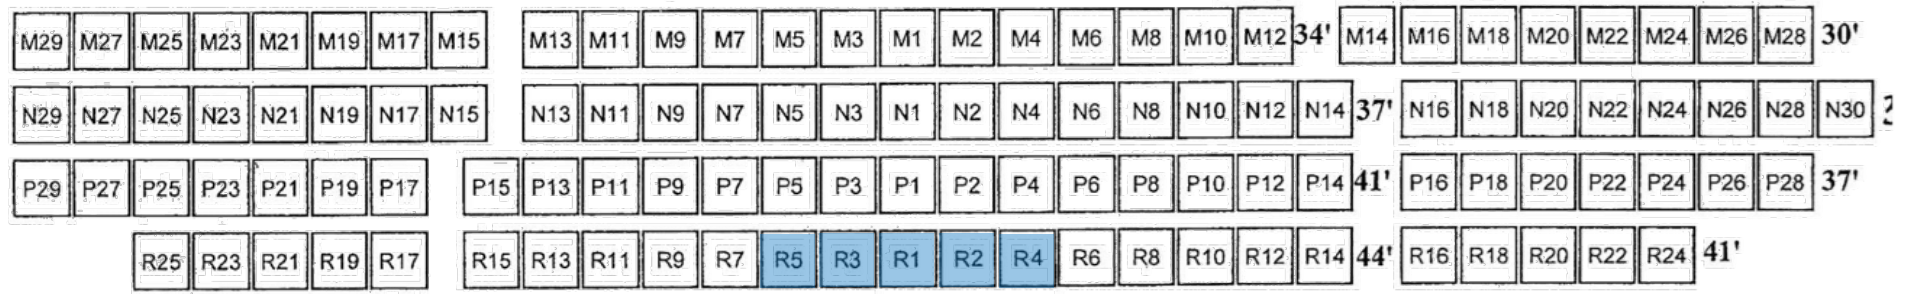 M29 M27 M25 M23 M21 M19 M17 M15 M13 M11 M9 M7 M5 M3 M1 M2 M4 M6 M8 M10 M12 34' M14 M16 M18 M20 M22 M24 M26 M28 30'
N29 N27 N25 N23 N21 N19 N17 N15 N13 N11 N9 N7 N5 N3 N1 N2 N4 N6 N8 N10 N12 N14 37' N16 N18 N20 N22 N24 N26 N28 N30
P29 P27 P25 P23 P21 P19 P17 P15 P13 P11 P9 P7 P5 P3 P1 P2 P4 P6 P8 P10 P12 P14 41' P16 P18 P20 P22 P24 P26 P28 37'
R25 R23 R21 R19 R17 R15 R13 R11 R9 R7 R5 R3 R1 R2 R4 R6 R8 R10 R12 R14 44' R16 R18 R20 R22 R24 41'